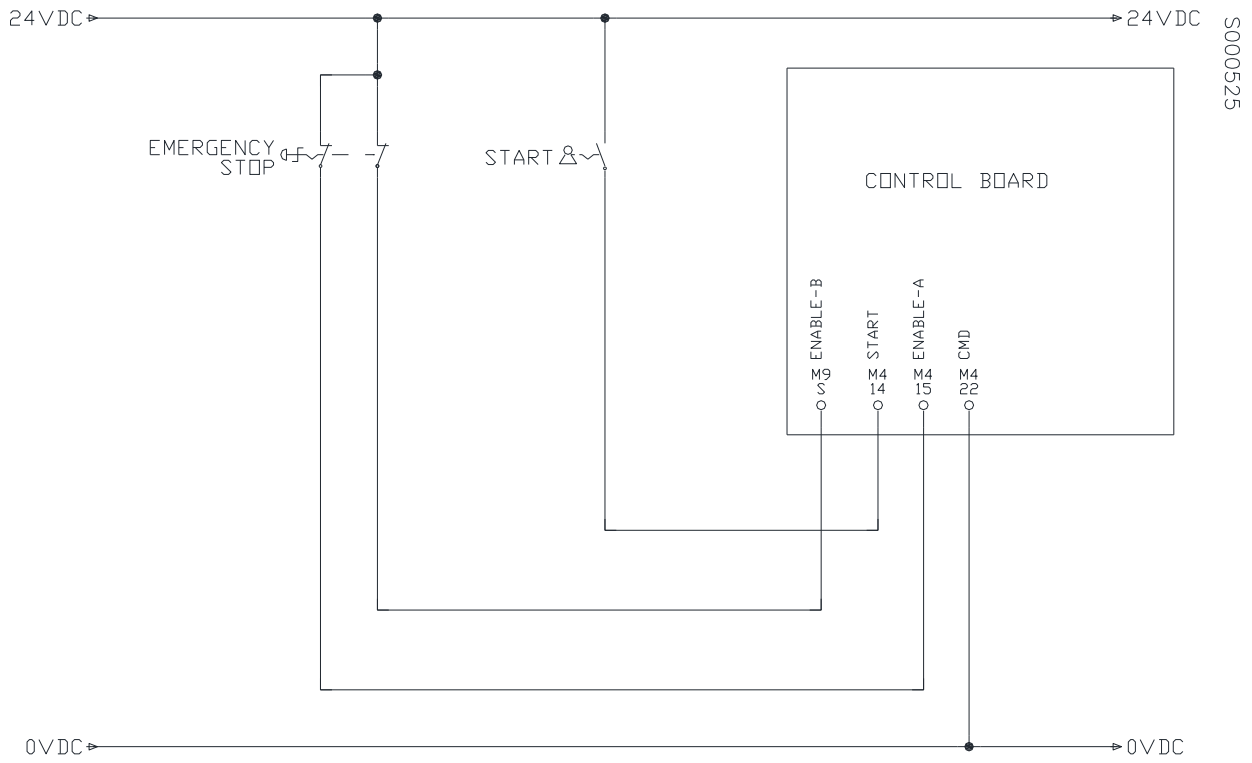 24VDC
24VDC
S000525
EMERGENCY
STOP
START
CONTROL BOARD
ENABLE-B
START
ENABLE-A
CMD
M9
S
M4
14
M4
15
M4
22
0VDC
0VDC